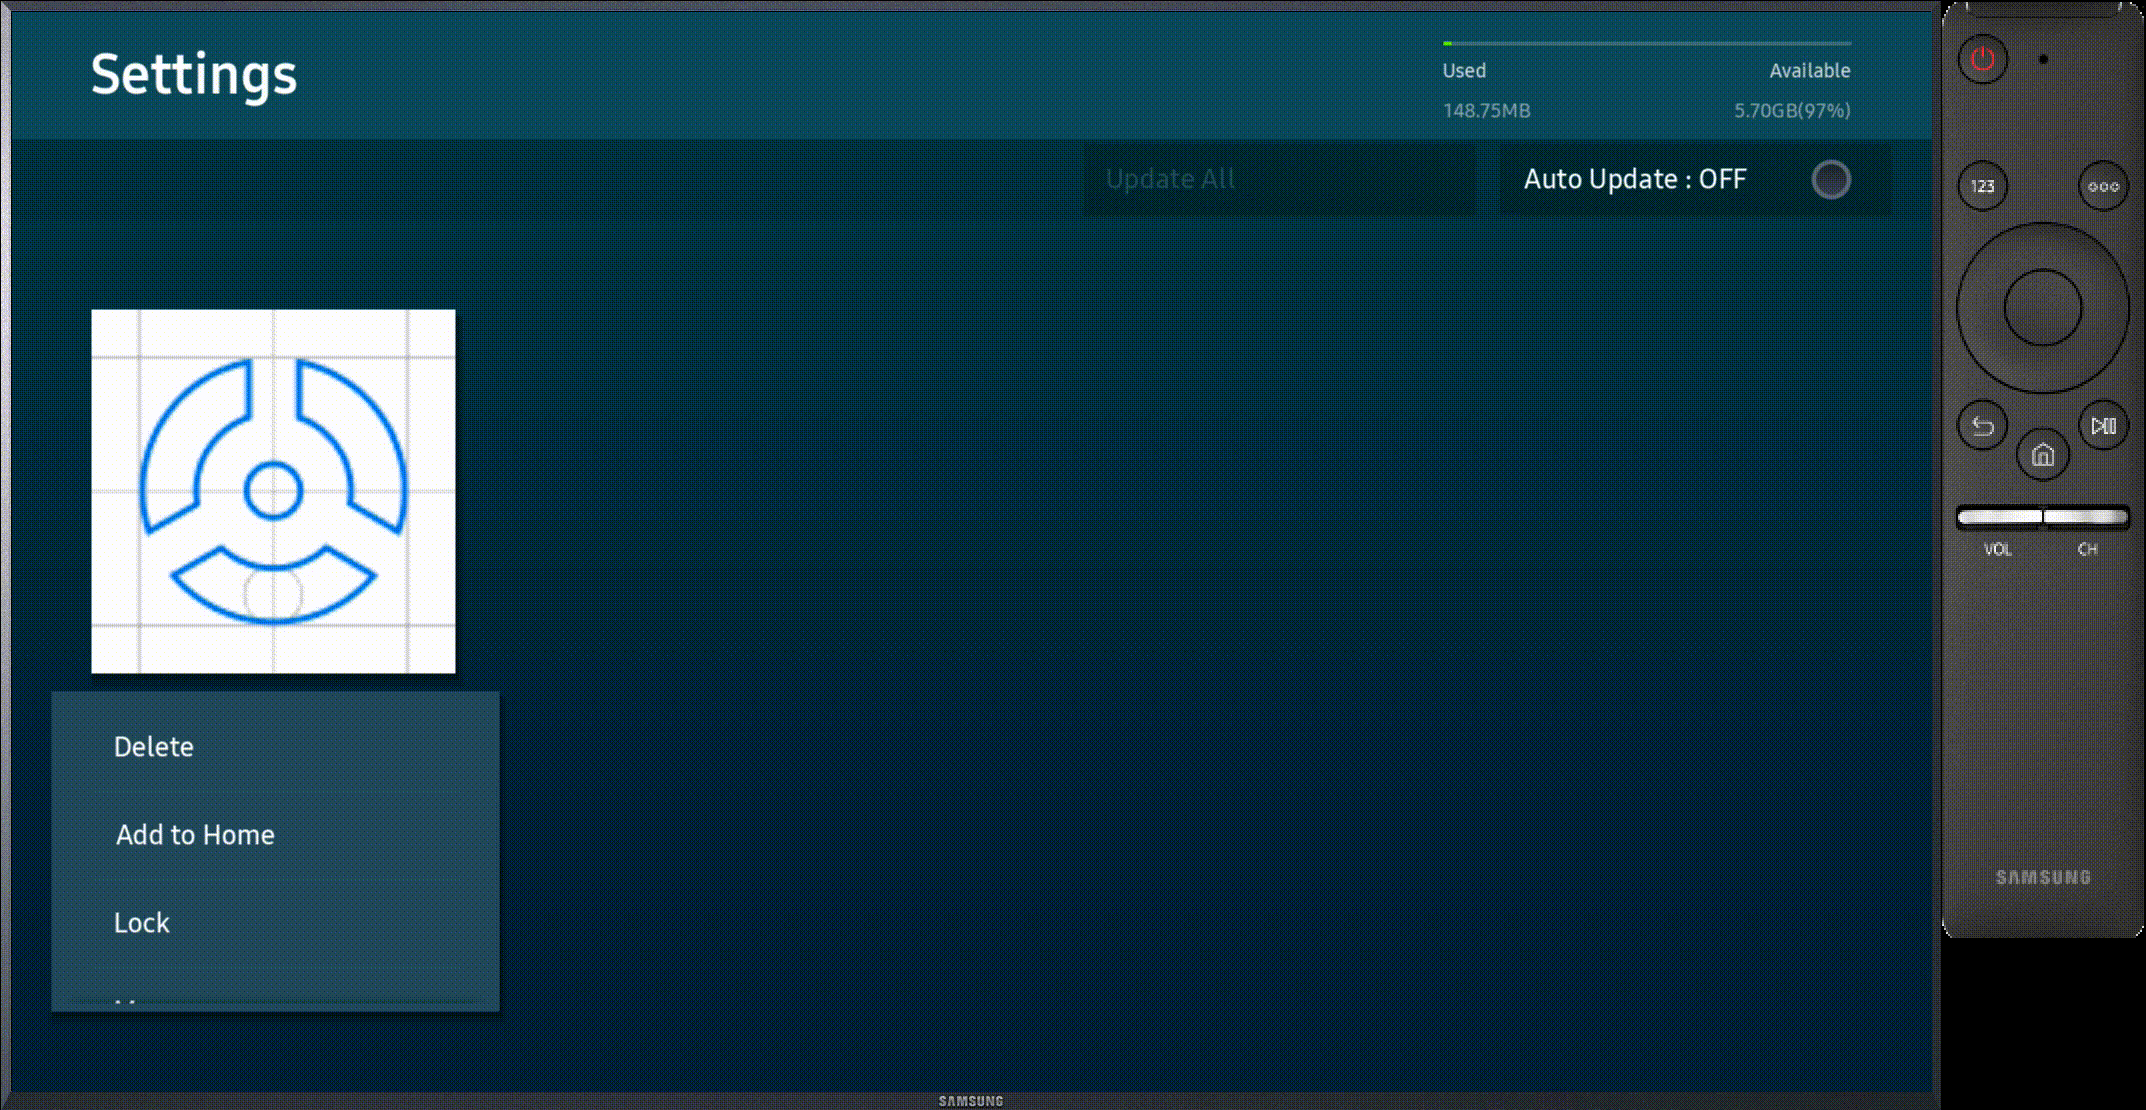 Settings
Used
Available
148.75MB
5.70GB(97%)
Update All
Auto Update : OFF
123
VOL
CH
Delete
Add to Home
Lock
SAMSUNG
SAMSUNG